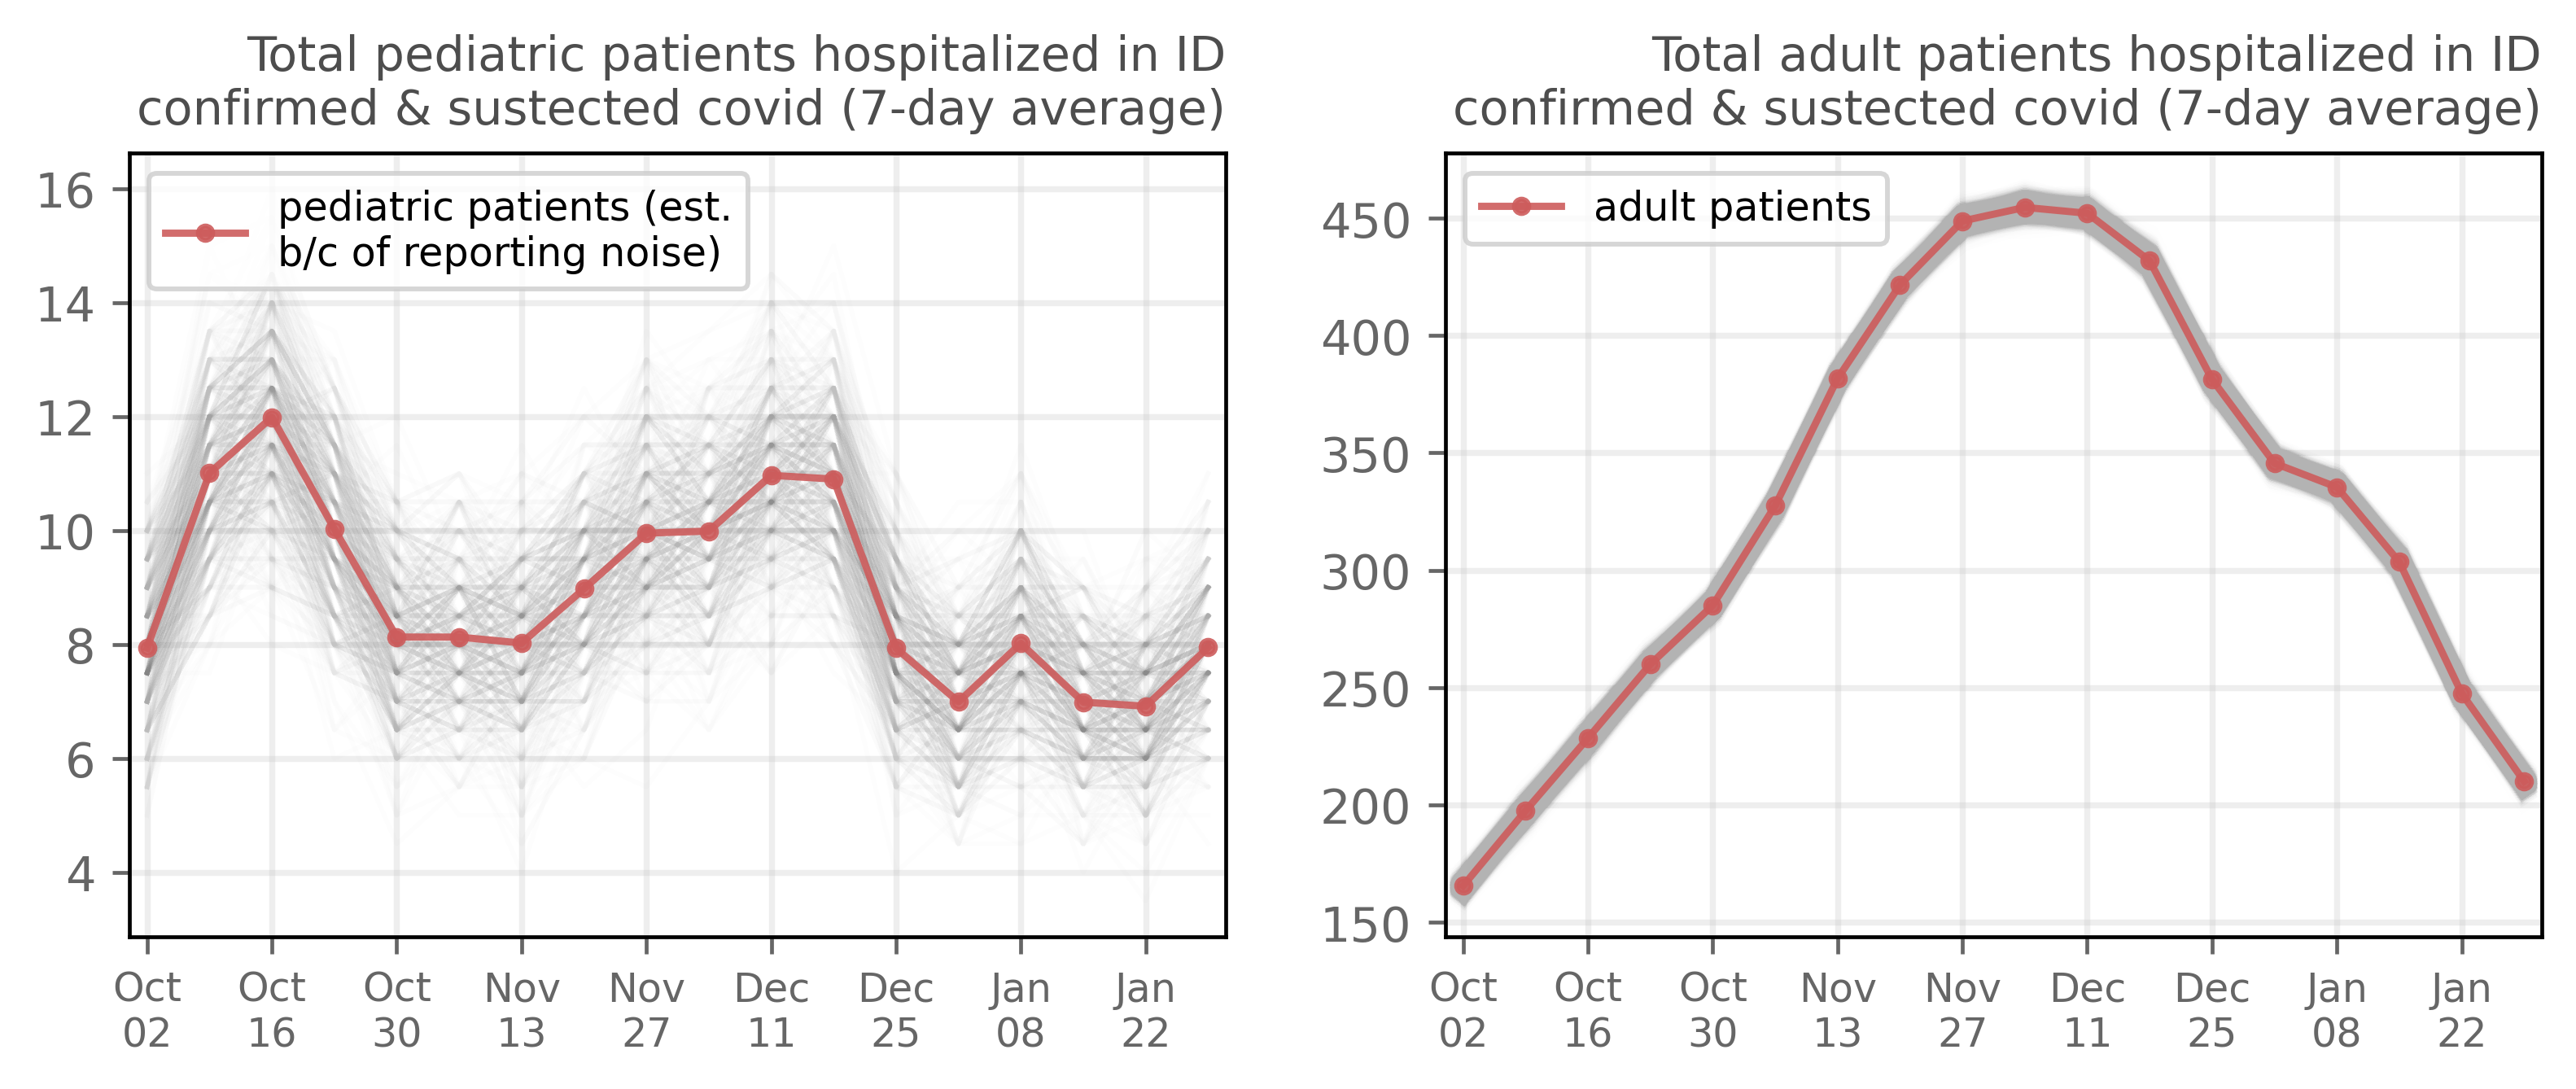 Total pediatric patients hospitalized in ID
confirmed & sustected covid (7-day average)
pediatric patients (est.
b/c of reporting noise)
16
14
12
10
8
6
4
Oct Oct Oct Nov Nov Dec Dec Jan Jan
02 16 30 13 27 11 25 08 22
Total adult patients hospitalized in ID
confirmed & sustected covid (7-day average)
adult patients
450
400
350
300
250
200
150
Oct Oct Oct Nov Nov Dec Dec Jan Jan
02 16 30 13 27 11 25 08 22